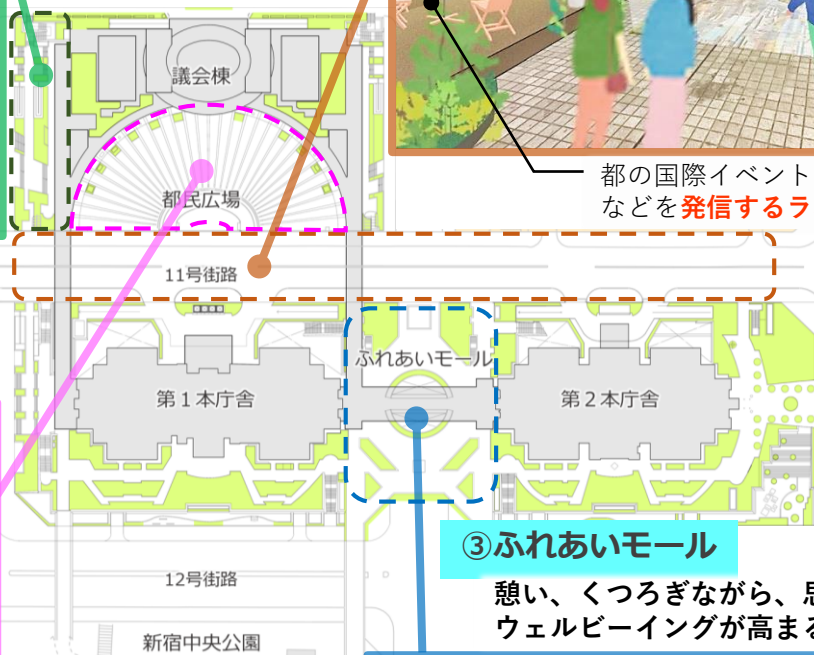 議会棟
都の国際イベント
などを発信するラ
都民広場
11号街路
ふれあいモール
第1本庁舎
第2本庁舎
③ふれあいモール
憩い、くつろぎながら、思
ウェルビーイングが高まる
12号街路
新宿中央公園